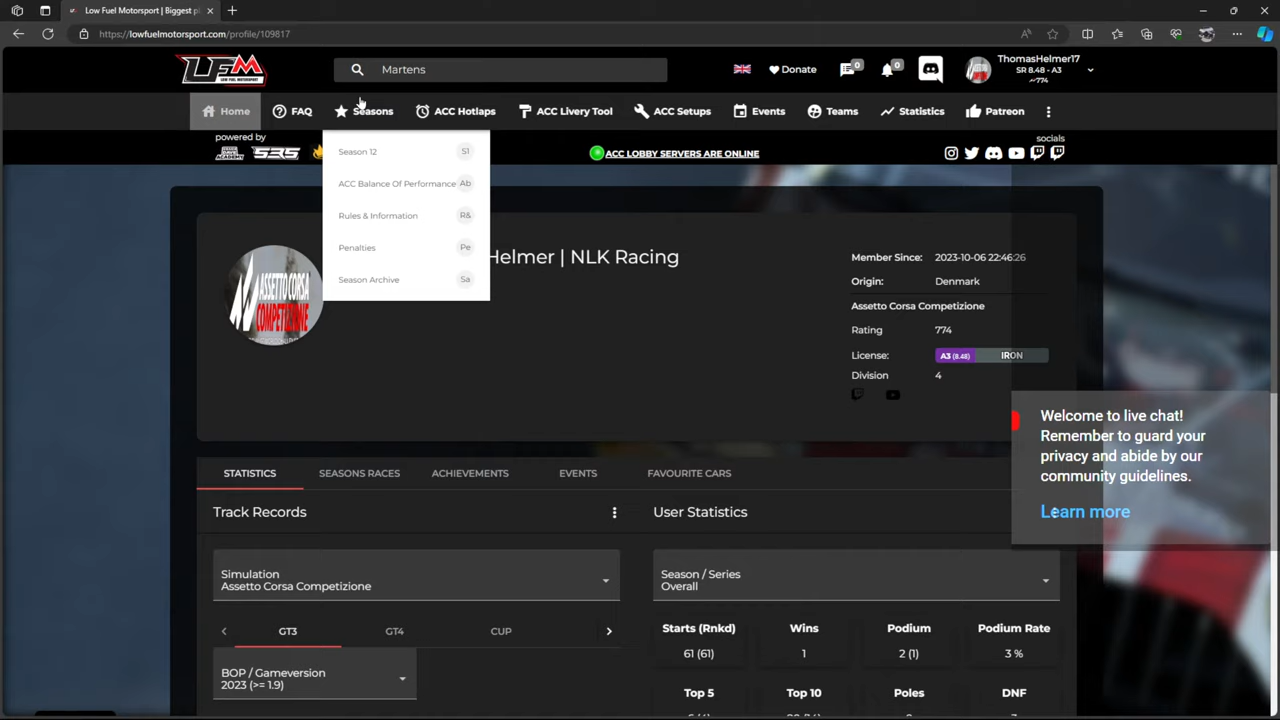 Low Fuel Motorsport | Biggest p
https://lowfuelmotorsport.com/profile/109817
LFM
LOW FUEL MOTORSPORT
Martens
Donate
0
0
ThomasHelmer17
SR 8.48 - A3
774
Home
FAQ
Seasons
ACC Hotlaps
ACC Livery Tool
ACC Setups
Events
Teams
Statistics
Patreon
powered by
SRS
ACC LOBBY SERVERS ARE ONLINE
socials
Season 12 S1
ACC Balance Of Performance Ab
Rules & Information R&
Penalties Pe
Season Archive Sa
Helmer | NLK Racing
ASSETTO CORSA
COMPETIZIONE
Member Since: 2023-10-06 22:46:26
Origin: Denmark
Assetto Corsa Competizione
Rating 774
License: A3 (8.48) IRON
Division 4
Welcome to live chat!
Remember to guard your
privacy and abide by our
community guidelines.
Learn more
STATISTICS
SEASONS RACES
ACHIEVEMENTS
EVENTS
FAVOURITE CARS
Track Records
User Statistics
Simulation
Assetto Corsa Competizione
Season / Series
Overall
GT3
GT4
CUP
BOP / Gameversion
2023 (>= 1.9)
Starts (Rnkd) Wins Podium Podium Rate
61 (61) 1 2 (1) 3 %
Top 5 Top 10 Poles DNF